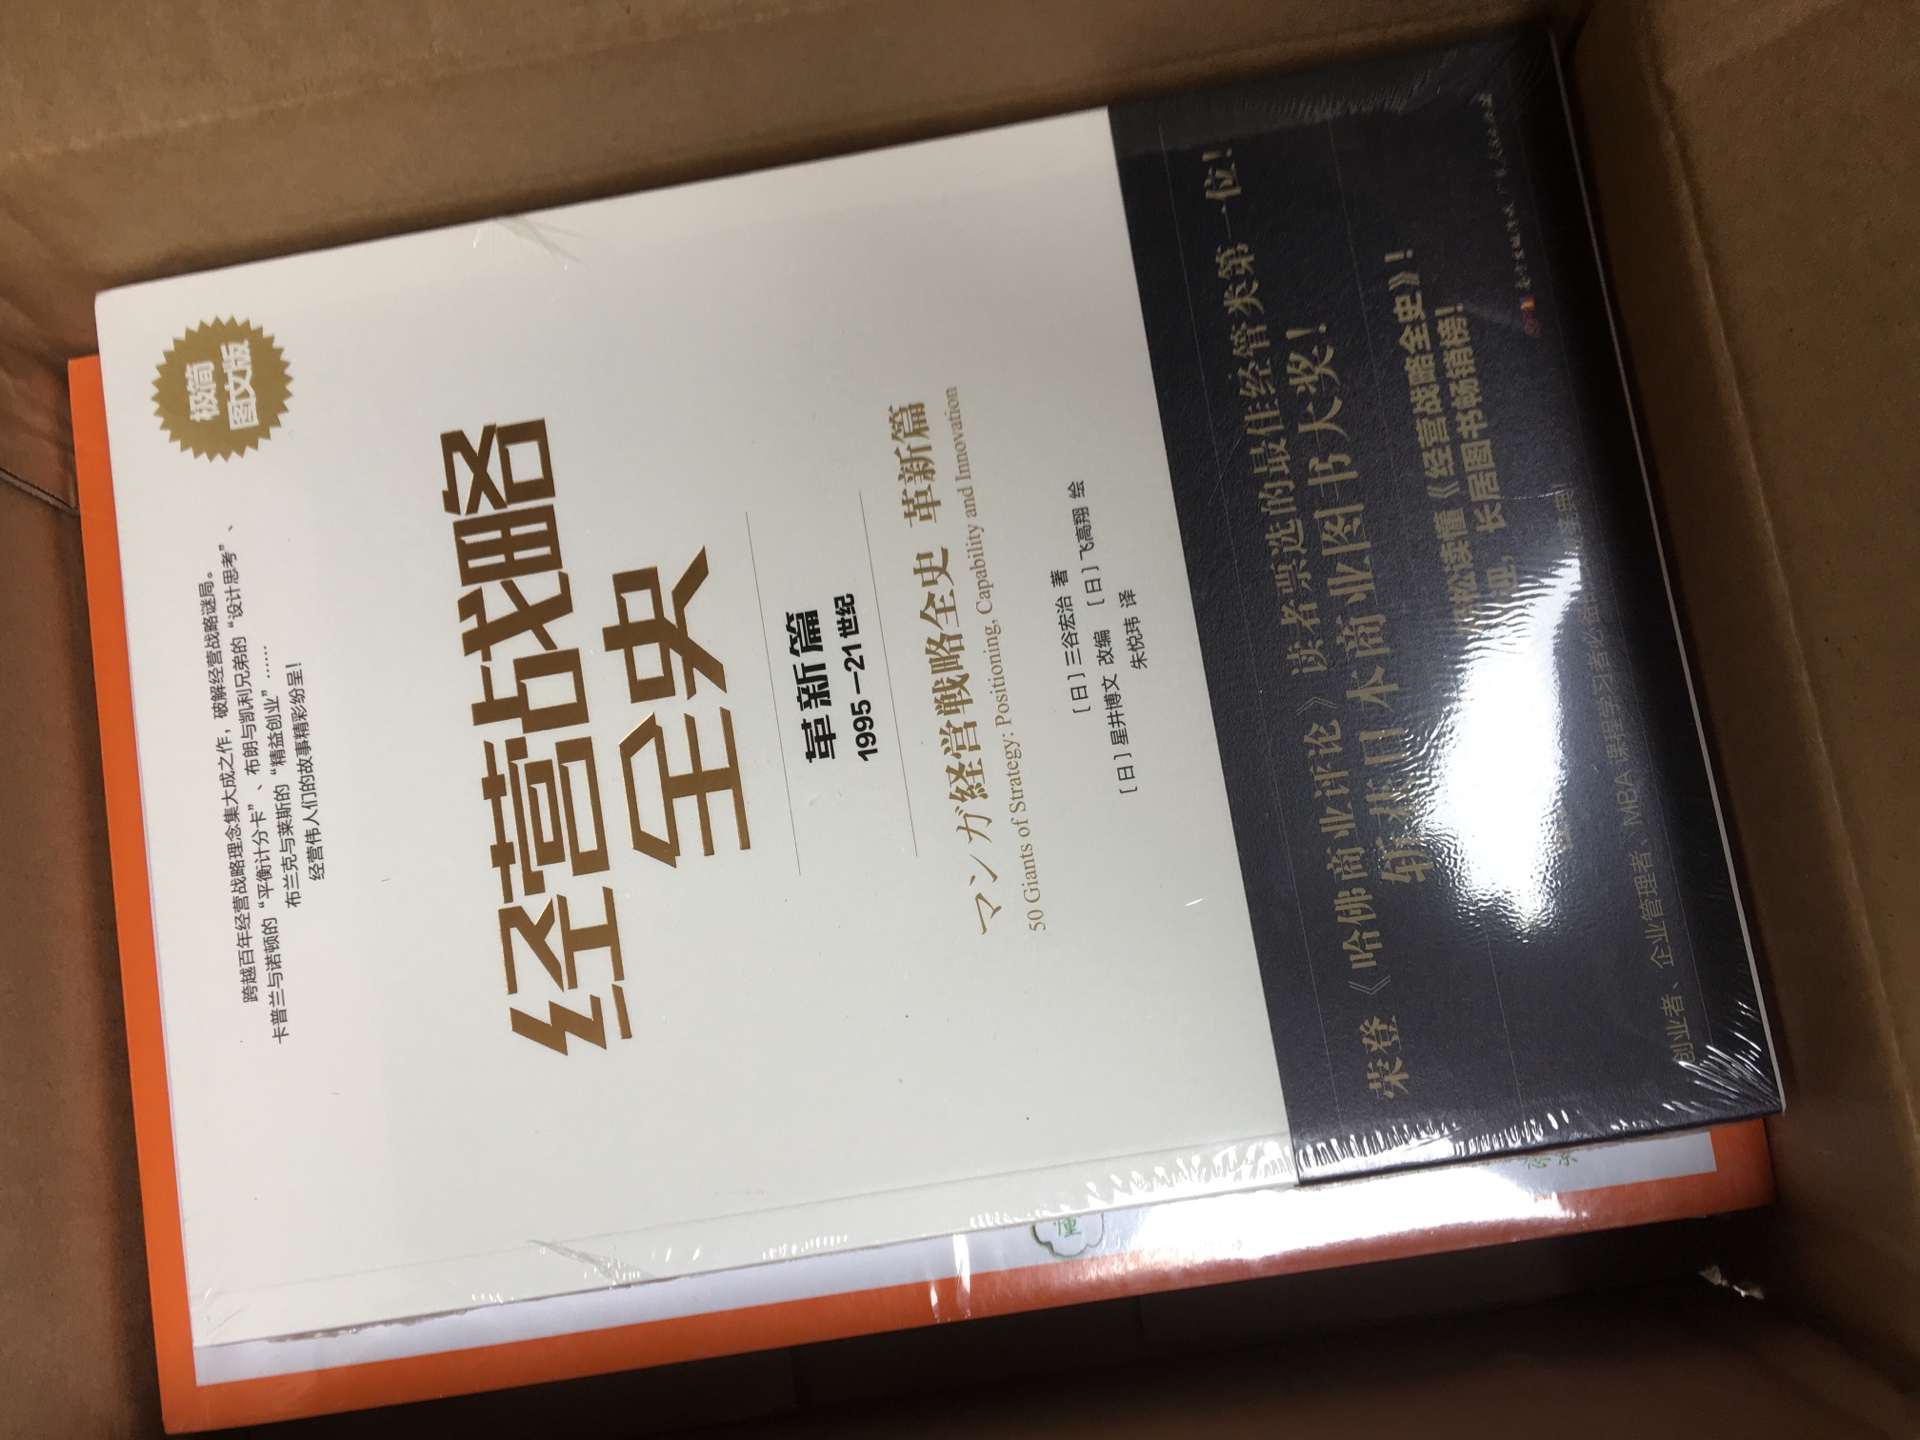 极简
图文版
跨越百年经营战略理念集大成之作，破解经营战略谜局。
卡普兰与诺顿的“平衡计分卡”、布朗与凯利兄弟的“设计思考”、
布兰克与莱斯的“精益创业”……
经营伟人们的故事精彩纷呈！
经营战略
全史
革新篇
1995—21世纪
マンガ経営戦略全史 革新篇
50 Giants of Strategy: Positioning, Capability and Innovation
［日］三谷宏治 著
［日］星井博文 改编 ［日］飞高翔 绘
朱悦玮 译
荣登《哈佛商业评论》读者票选的最佳经管类第一位！
斩获日本商业图书大奖！
轻松读懂《经营战略全史》！
长居图书畅销榜！
创业者、企业管理者、MBA 课程学习者必备
懂